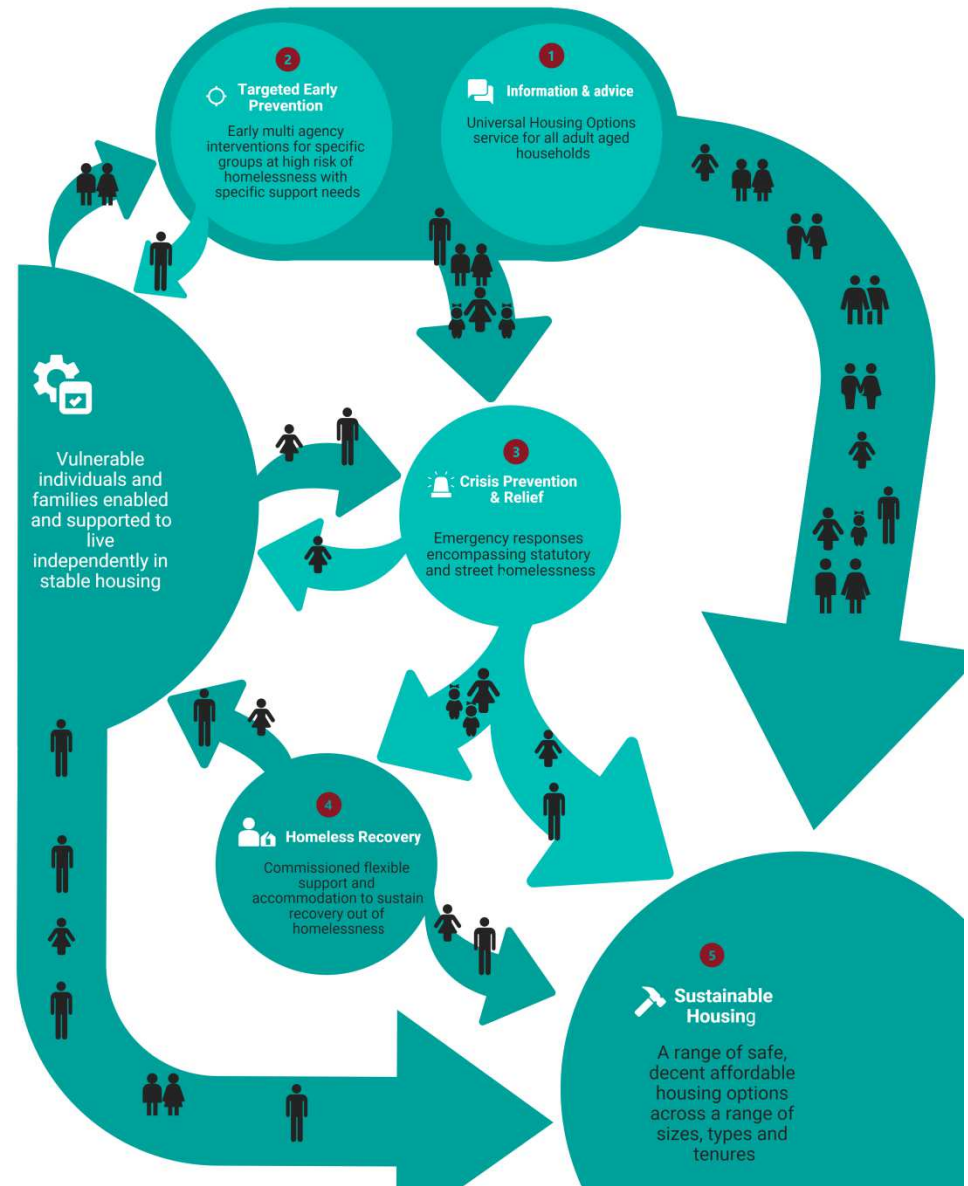 2
Targeted Early
Prevention
Early multi agency
interventions for specific
groups at high risk of
homelessness with
specific support needs
1
Information & advice
Universal Housing Options
service for all adult aged
households
Vulnerable
individuals and
families enabled
and supported to
live
independently in
stable housing
3
Crisis Prevention
& Relief
Emergency responses
encompassing statutory
and street homelessness
4
Homeless Recovery
Commissioned flexible
support and
accommodation to sustain
recovery out of
homelessness
5
Sustainable
Housing
A range of safe,
decent affordable
housing options
across a range of
sizes, types and
tenures